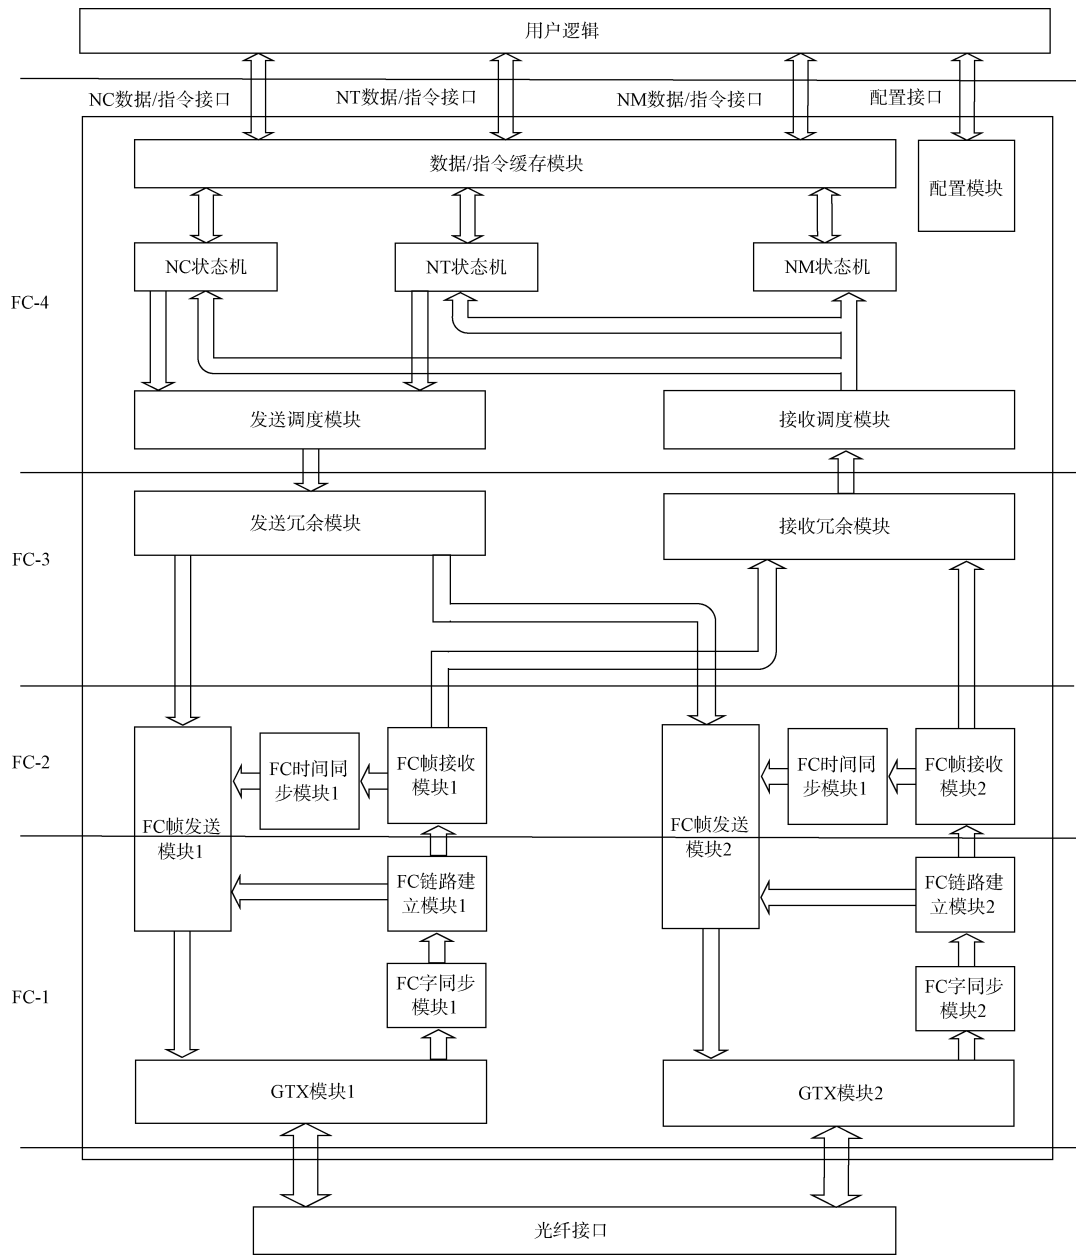 用户逻辑
NC数据/指令接口
NT数据/指令接口
NM数据/指令接口
配置接口
数据/指令缓存模块
配置模块
NC状态机
NT状态机
NM状态机
FC-4
发送调度模块
接收调度模块
发送冗余模块
接收冗余模块
FC-3
FC-2
FC帧发送
模块1
FC时间同
步模块1
FC帧接收
模块1
FC帧发送
模块2
FC时间同
步模块1
FC帧接收
模块2
FC链路建
立模块1
FC链路建
立模块2
FC-1
FC字同步
模块1
FC字同步
模块2
GTX模块1
GTX模块2
光纤接口